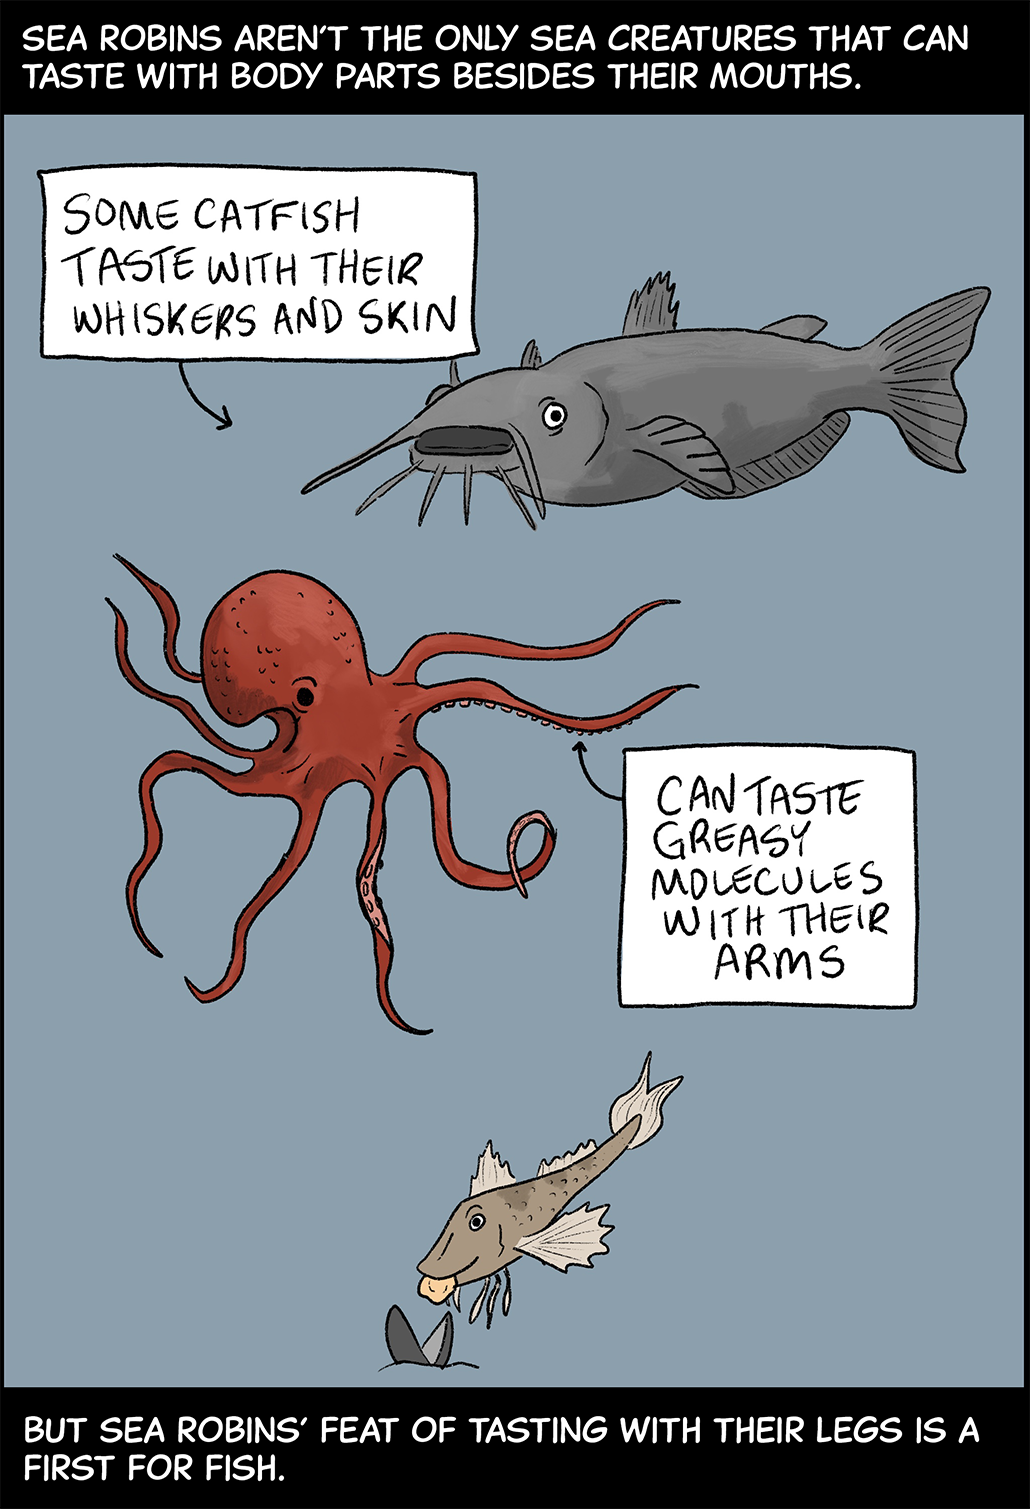 SEA ROBINS AREN'T THE ONLY SEA CREATURES THAT CAN
TASTE WITH BODY PARTS BESIDES THEIR MOUTHS.
SOME CATFISH
TASTE WITH THEIR
WHISKERS AND SKIN
CAN TASTE
GREASY
MOLECULES
WITH THEIR
ARMS
BUT SEA ROBINS' FEAT OF TASTING WITH THEIR LEGS IS A
FIRST FOR FISH.